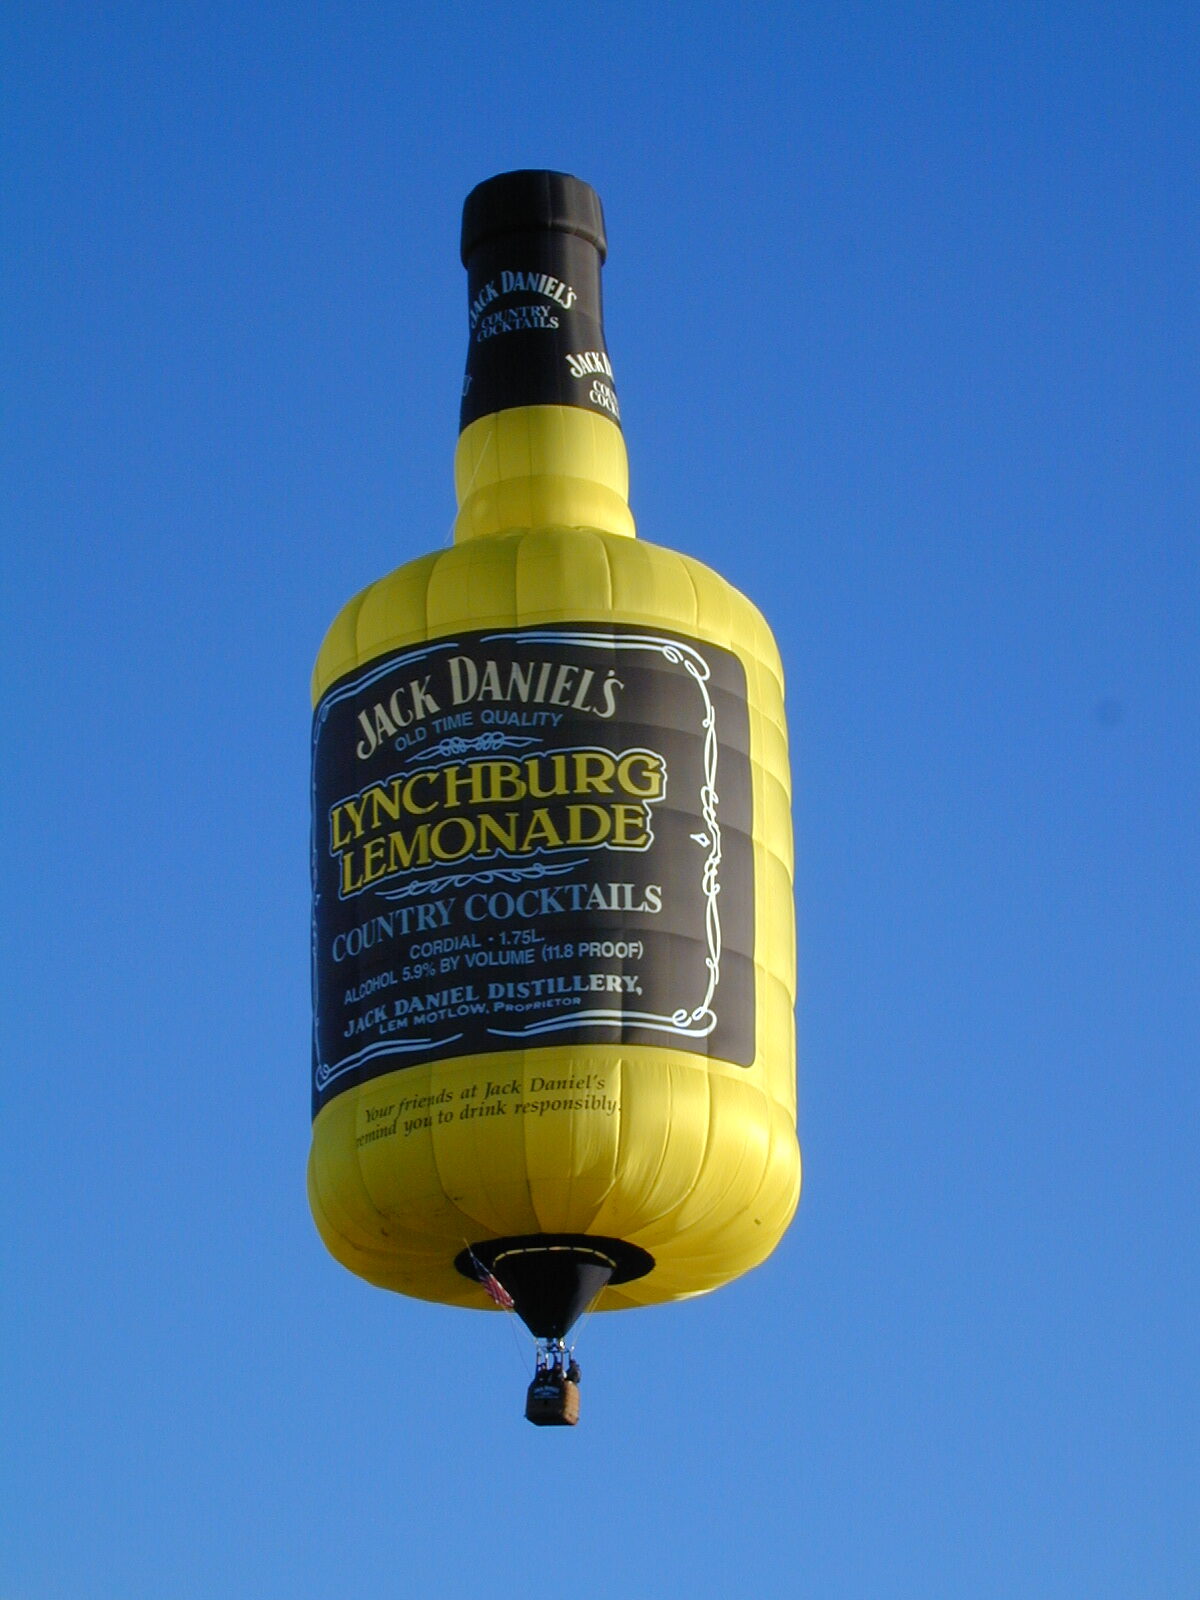 JACK DANIEL'S
COUNTRY
COCKTAILS
JACK
JACK DANIEL'S
OLD TIME QUALITY
LYNCHBURG
LEMONADE
COUNTRY COCKTAILS
CORDIAL · 1.75L.
ALCOHOL 5.9% BY VOLUME (11.8 PROOF)
JACK DANIEL DISTILLERY,
LEM MOTLOW, PROPRIETOR
Your friends at Jack Daniel's
remind you to drink responsibly.